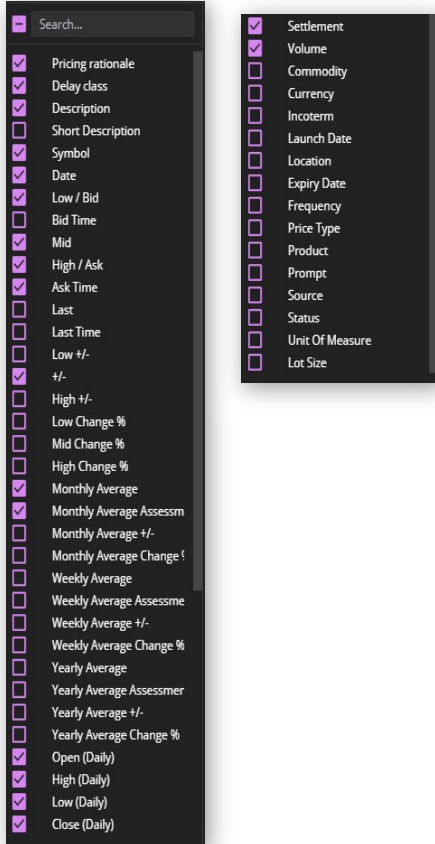 Search...
Pricing rationale
Delay class
Description
Short Description
Symbol
Date
Low / Bid
Bid Time
Mid
High / Ask
Ask Time
Last
Last Time
Low +/-
+/-
High +/-
Low Change %
Mid Change %
High Change %
Monthly Average
Monthly Average Assessm
Monthly Average +/-
Monthly Average Change
Weekly Average
Weekly Average Assessme
Weekly Average +/-
Weekly Average Change %
Yearly Average
Yearly Average Assessmer
Yearly Average +/-
Yearly Average Change %
Open (Daily)
High (Daily)
Low (Daily)
Close (Daily)
Settlement
Volume
Commodity
Currency
Incoterm
Launch Date
Location
Expiry Date
Frequency
Price Type
Product
Prompt
Source
Status
Unit Of Measure
Lot Size